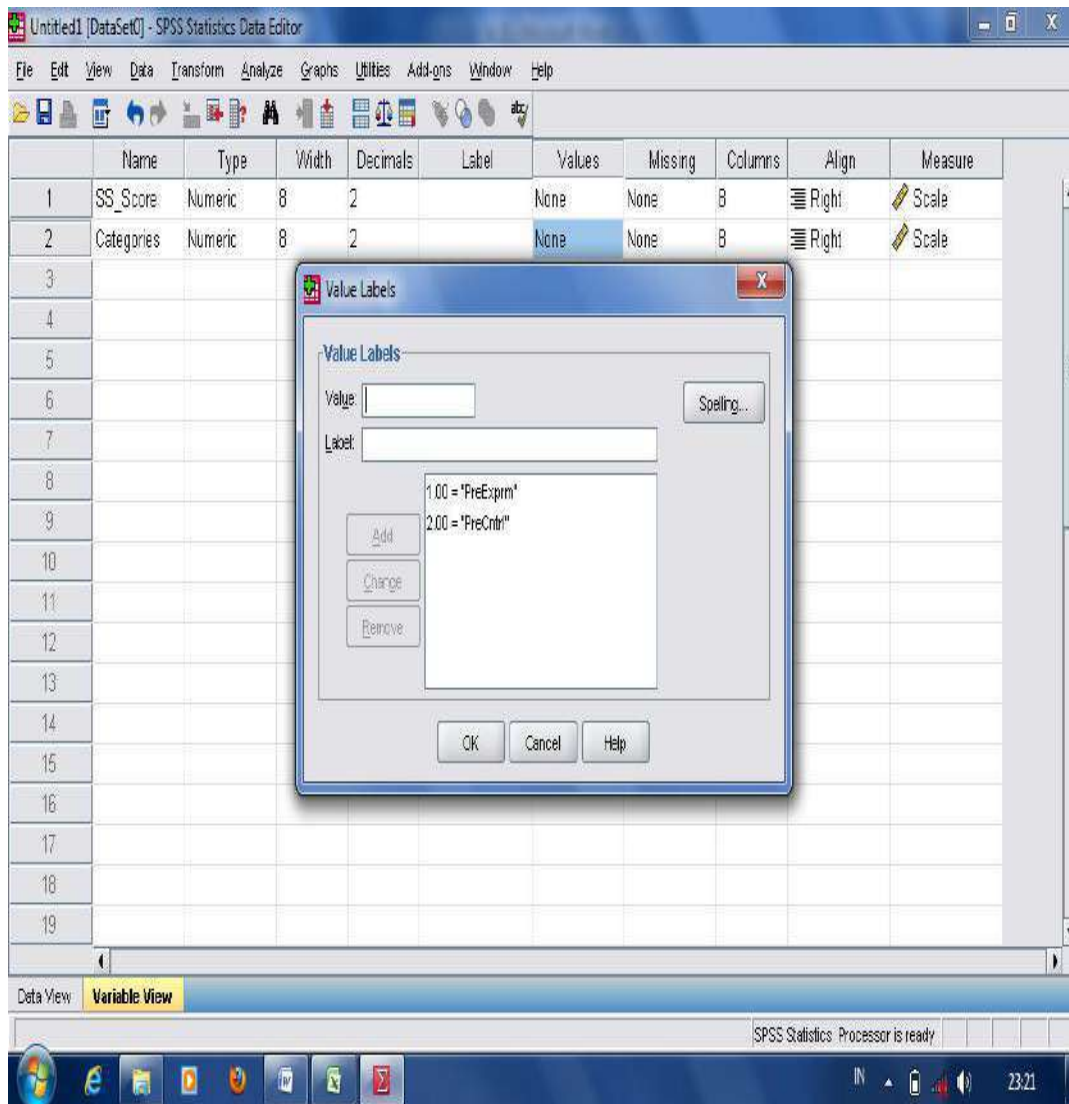 Untitled1 [DataSet0] - SPSS Statistics Data Editor
File Edit View Data Transform Analyze Graphs Utilities Add-ons Window Help
Name Type Width Decimals Label Values Missing Columns Align Measure
1 SS_Score Numeric 8 2 None None 8 Right Scale
2 Categories Numeric 8 2 None None 8 Right Scale
3
4
5
6
7
8
9
10
11
12
13
14
15
16
17
18
19
Value Labels
Value Labels
Value:
Spelling...
Label:
1.00 = "PreExprm"
2.00 = "PreCntrl"
Add
Change
Remove
OK Cancel Help
Data View Variable View
SPSS Statistics Processor is ready
IN 23:21